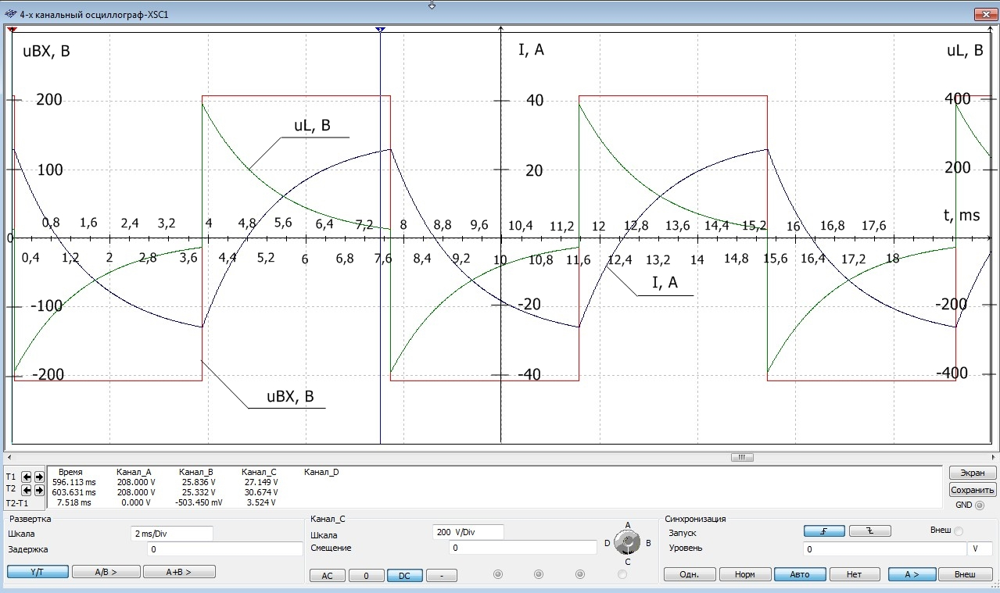 4-х канальный осциллограф-XSC1
uВХ, В
I, А
uL, В
200
40
400
uL, В
100
20
200
0,8 1,6 2,4 3,2 4 4,8 5,6 6,4 7,2 8 8,8 9,6 10,4 11,2 12 12,8 13,6 14,4 15,2 16 16,8 17,6 t, ms
0
0,4 1,2 2 2,8 3,6 4,4 5,2 6 6,8 7,6 8,4 9,2 10 10,8 11,6 12,4 13,2 14 14,8 15,6 16,4 17,2 18
I, А
-100
-20
-200
-200
-40
-400
uВХ, В
Время Канал_A Канал_B Канал_C Канал_D
T1 596.113 ms 208.000 V 25.836 V 27.149 V
T2 603.631 ms 208.000 V 25.332 V 30.674 V
T2-T1 7.518 ms 0.000 V -503.450 mV 3.524 V
Экран
Сохранить
GND
Развертка
Шкала 2 ms/Div
Задержка 0
Y/T A/B > A+B >
Канал_C
Шкала 200 V/Div
Смещение 0
A
D B
C
AC 0 DC -
Синхронизация
Запуск Внеш
Уровень 0 V
Одн. Норм Авто Нет A > Внеш